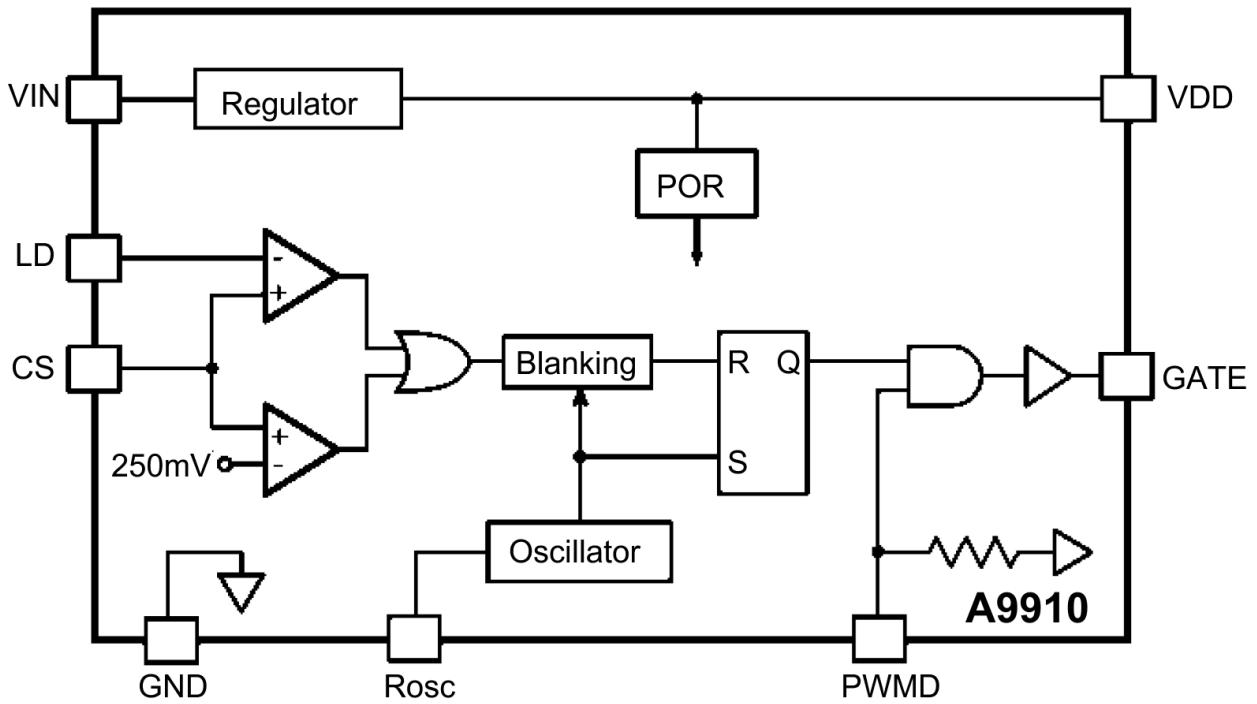 VIN
Regulator
VDD
POR
LD
-
+
CS
Blanking
R Q
GATE
+
250mV
-
S
Oscillator
A9910
GND
Rosc
PWMD